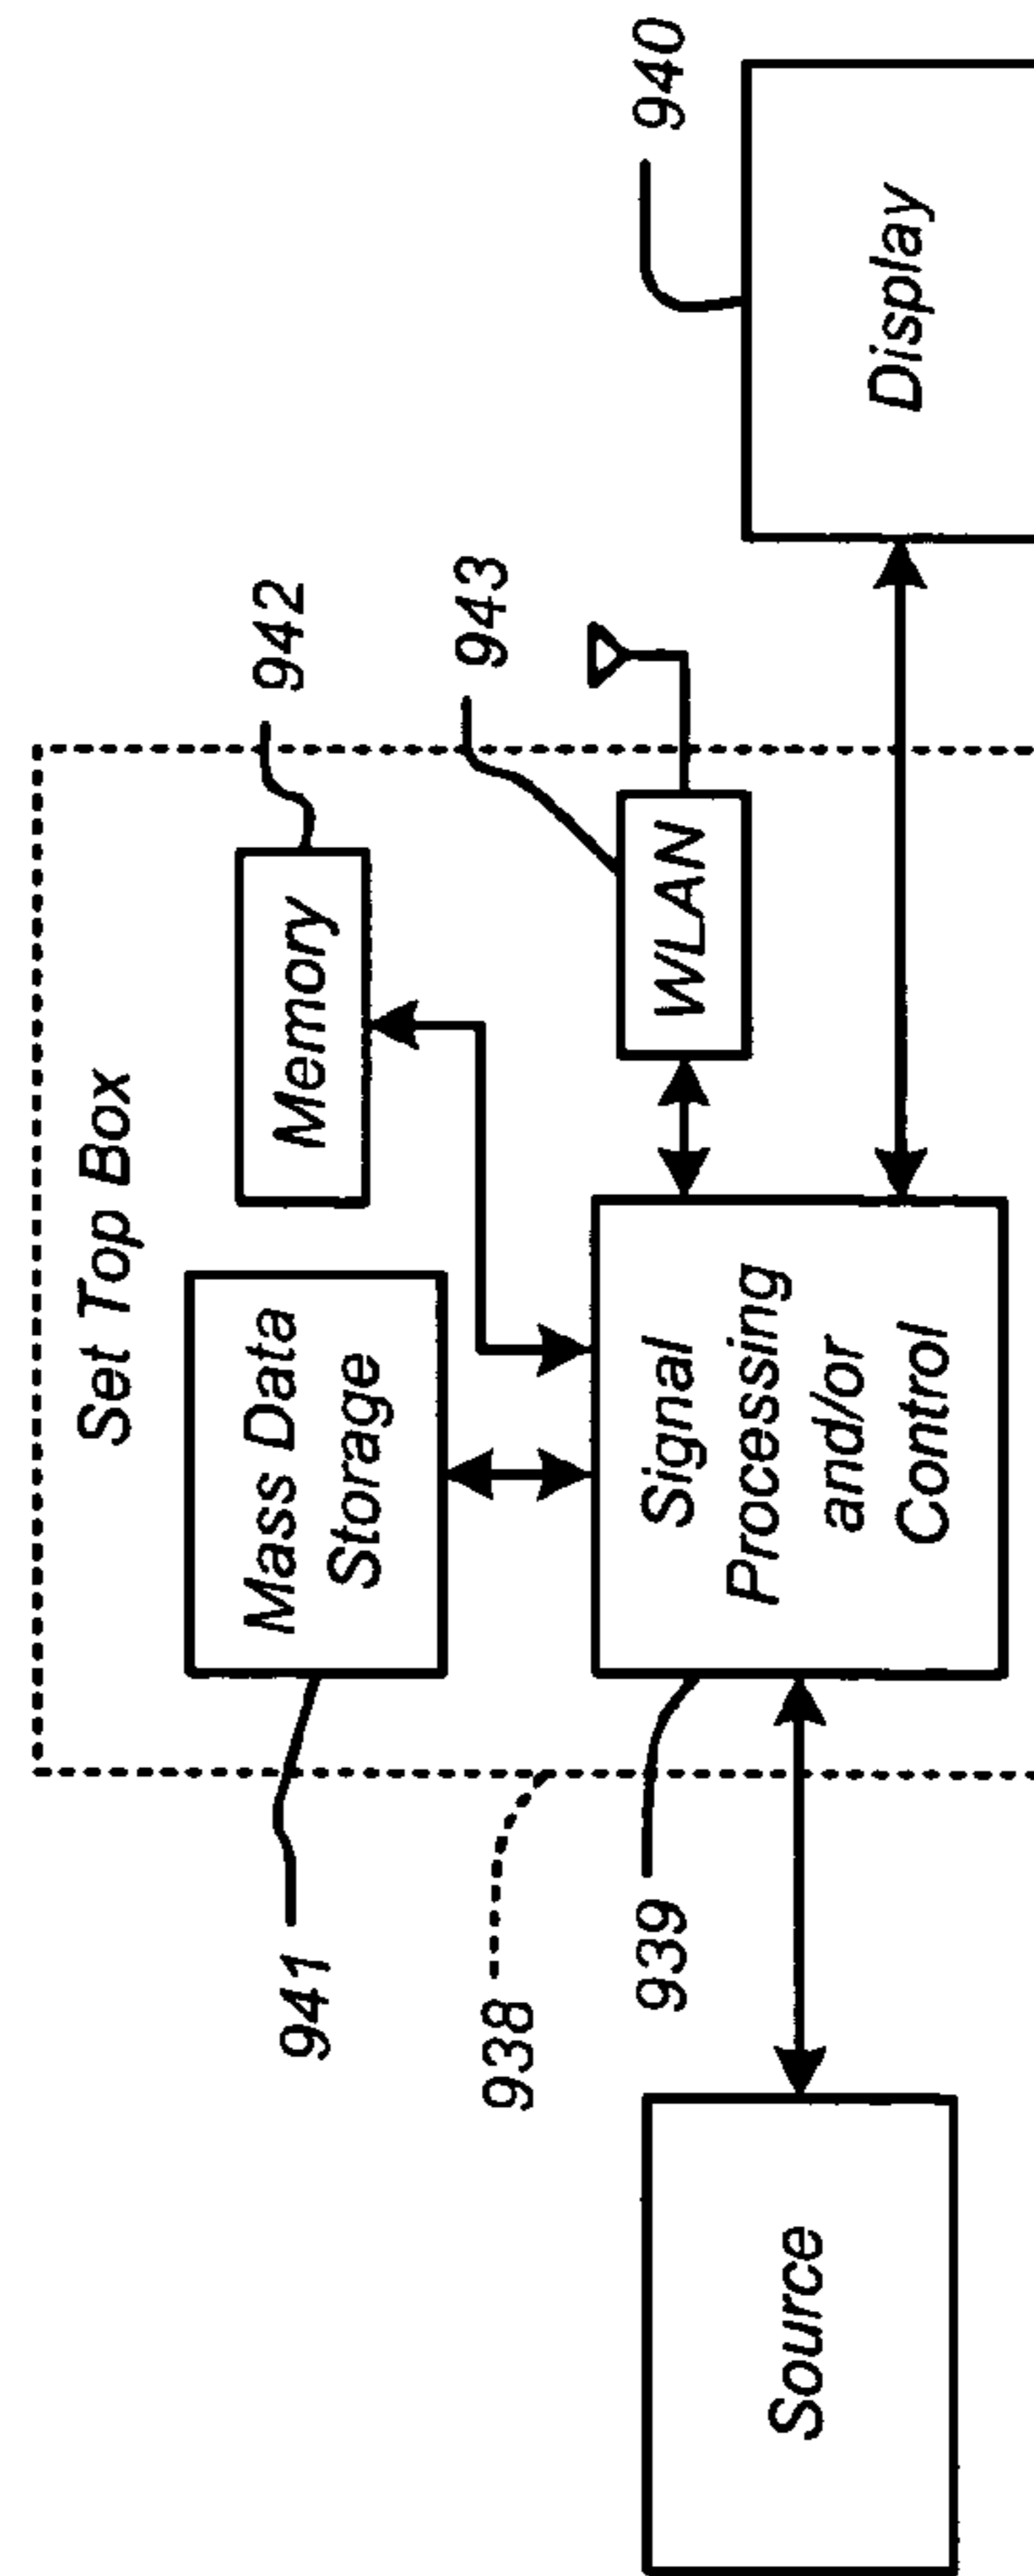 Set Top Box
941
Mass Data
Storage
Memory
942
938
943
WLAN
939
Signal
Processing
and/or
Control
940
Source
Display